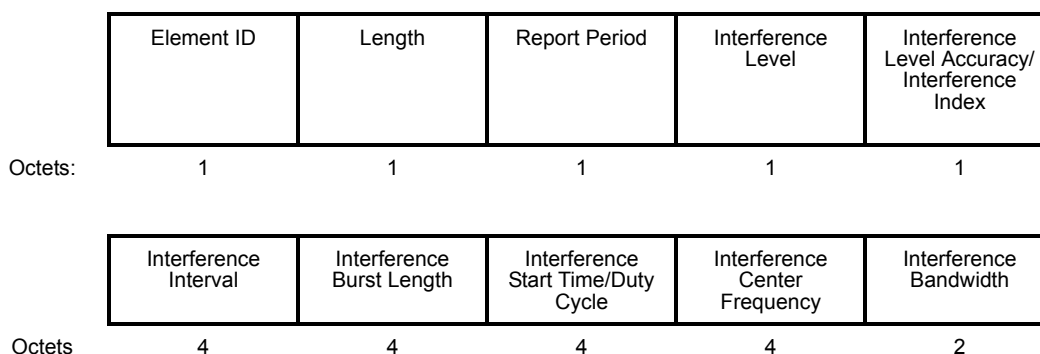 Element ID
Length
Report Period
Interference
Level
Interference
Level Accuracy/
Interference
Index
Octets:
1
1
1
1
1
Interference
Interval
Interference
Burst Length
Interference
Start Time/Duty
Cycle
Interference
Center
Frequency
Interference
Bandwidth
Octets
4
4
4
4
2